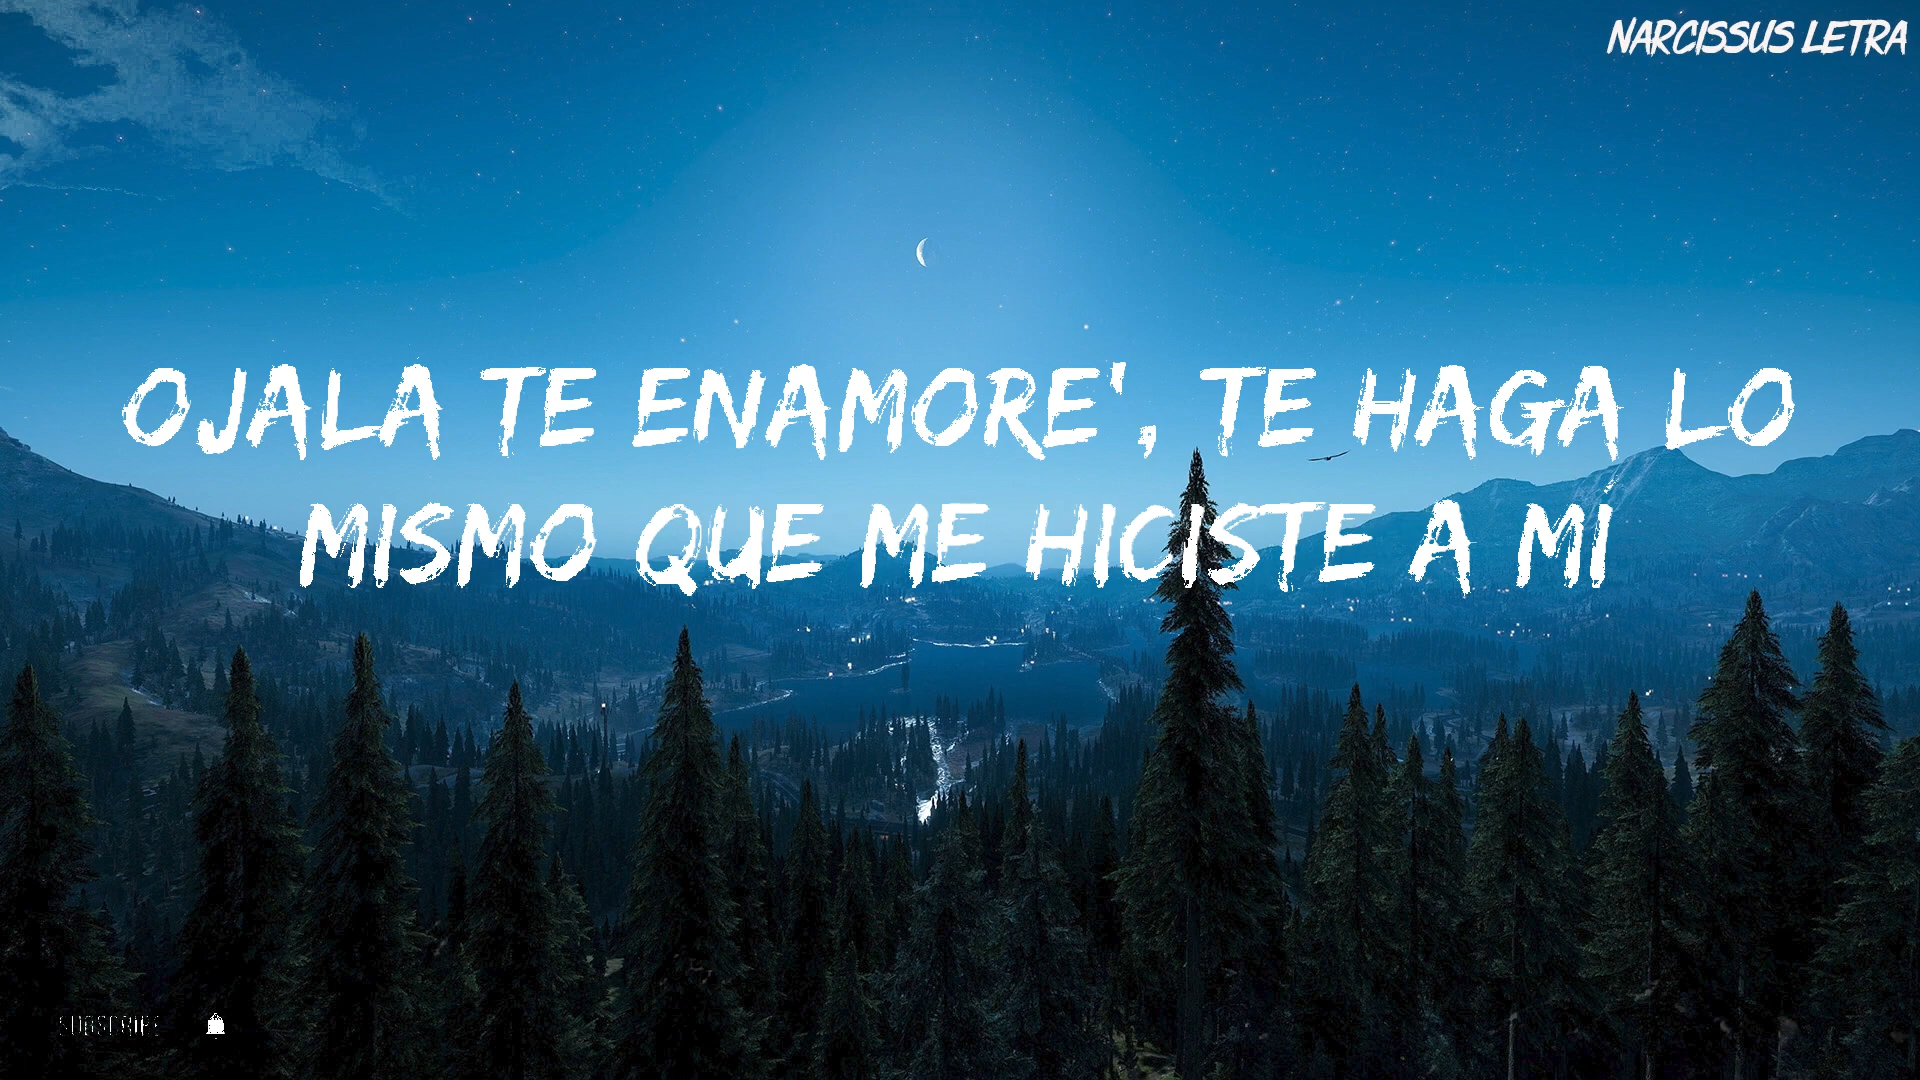 NARCISSUS LETRA
OJALA TE ENAMORE', TE HAGA LO
MISMO QUE ME HICISTE A MÍ
SUBSCRIBE